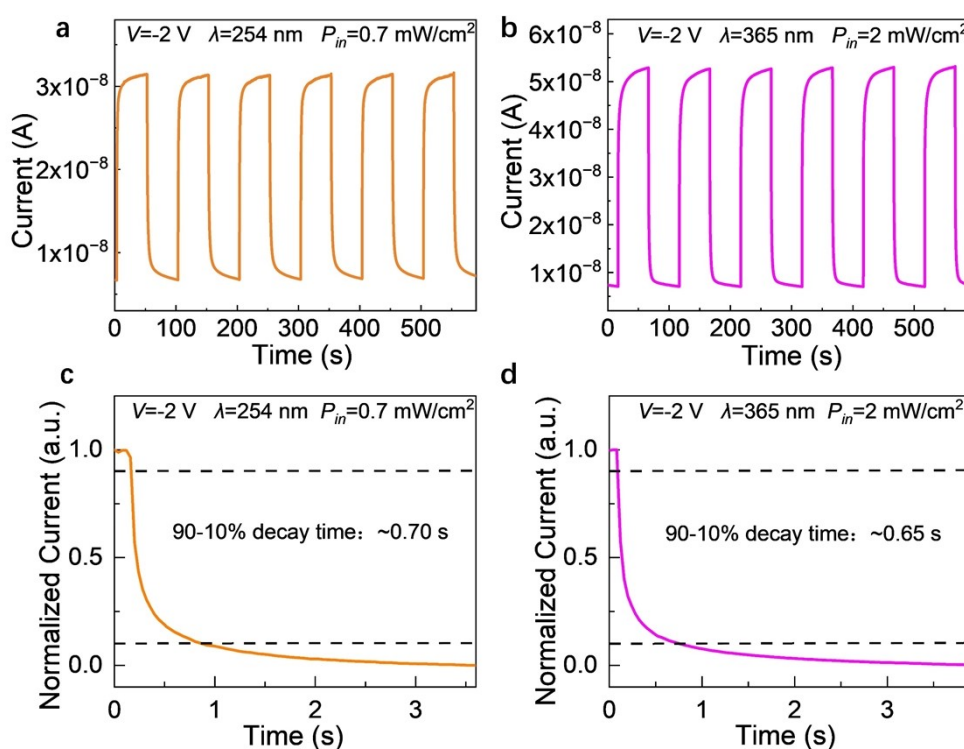 a
V=-2 V λ=254 nm P_in=0.7 mW/cm²
3x10⁻⁸
2x10⁻⁸
1x10⁻⁸
Current (A)
0 100 200 300 400 500
Time (s)
b
V=-2 V λ=365 nm P_in=2 mW/cm²
6x10⁻⁸
5x10⁻⁸
4x10⁻⁸
3x10⁻⁸
2x10⁻⁸
1x10⁻⁸
Current (A)
0 100 200 300 400 500
Time (s)
c
V=-2 V λ=254 nm P_in=0.7 mW/cm²
1.0
0.5
0.0
Normalized Current (a.u.)
90-10% decay time：~0.70 s
0 1 2 3
Time (s)
d
V=-2 V λ=365 nm P_in=2 mW/cm²
1.0
0.5
0.0
Normalized Current (a.u.)
90-10% decay time：~0.65 s
0 1 2 3
Time (s)